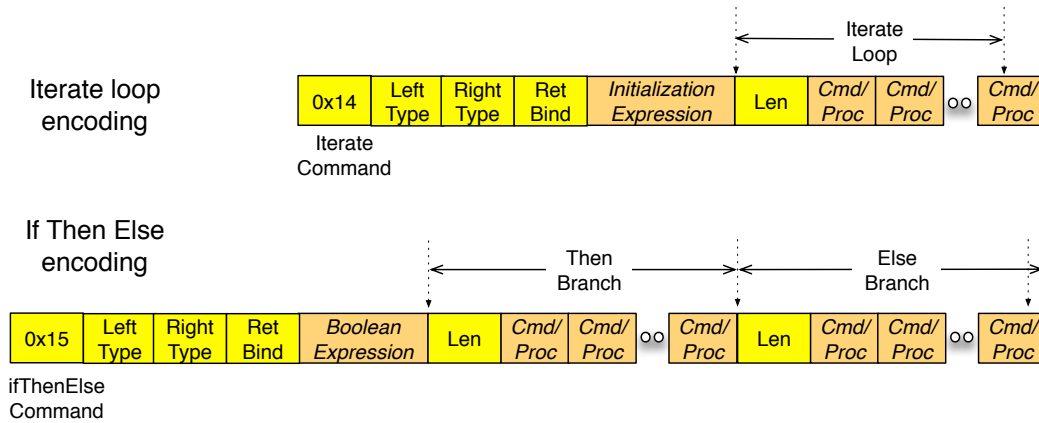 Iterate
Loop
Iterate loop
encoding
0x14
Left
Type
Right
Type
Ret
Bind
Initialization
Expression
Len
Cmd/
Proc
Cmd/
Proc
Cmd/
Proc
Iterate
Command
If Then Else
encoding
Then
Branch
Else
Branch
0x15
Left
Type
Right
Type
Ret
Bind
Boolean
Expression
Len
Cmd/
Proc
Cmd/
Proc
Cmd/
Proc
Len
Cmd/
Proc
Cmd/
Proc
Cmd/
Proc
ifThenElse
Command